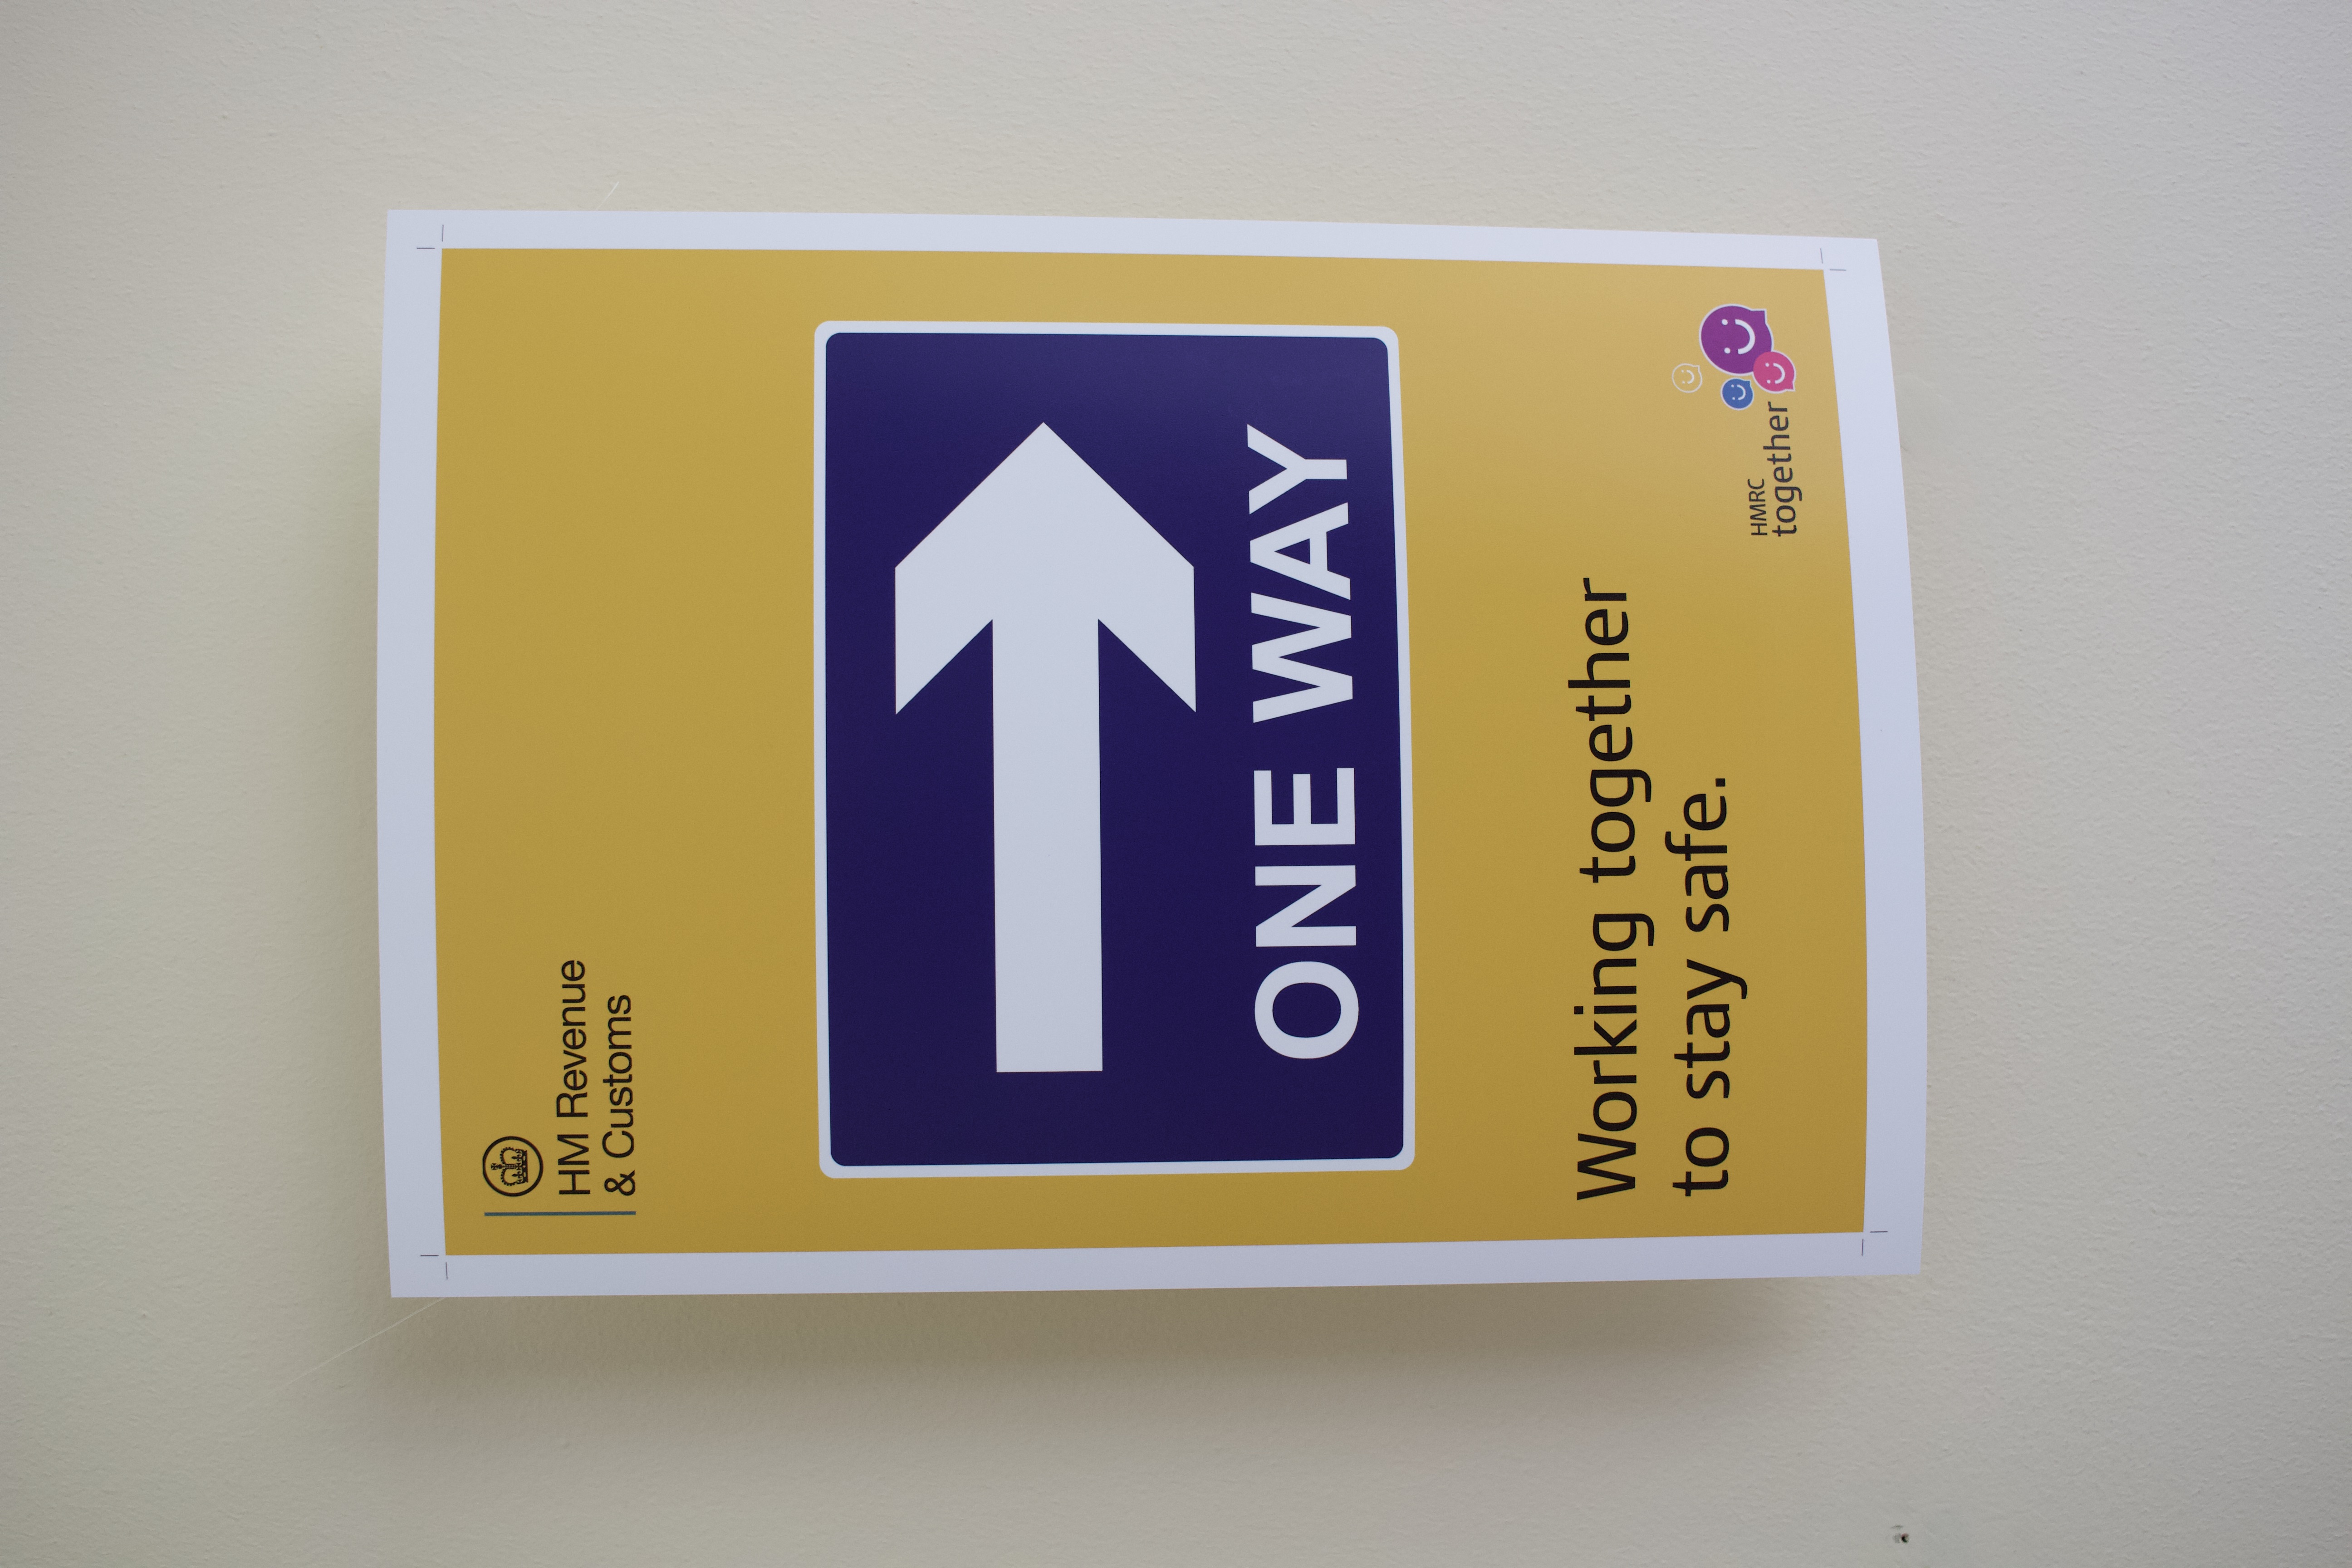 HM Revenue
& Customs
ONE WAY
Working together
to stay safe.
HMRC
together